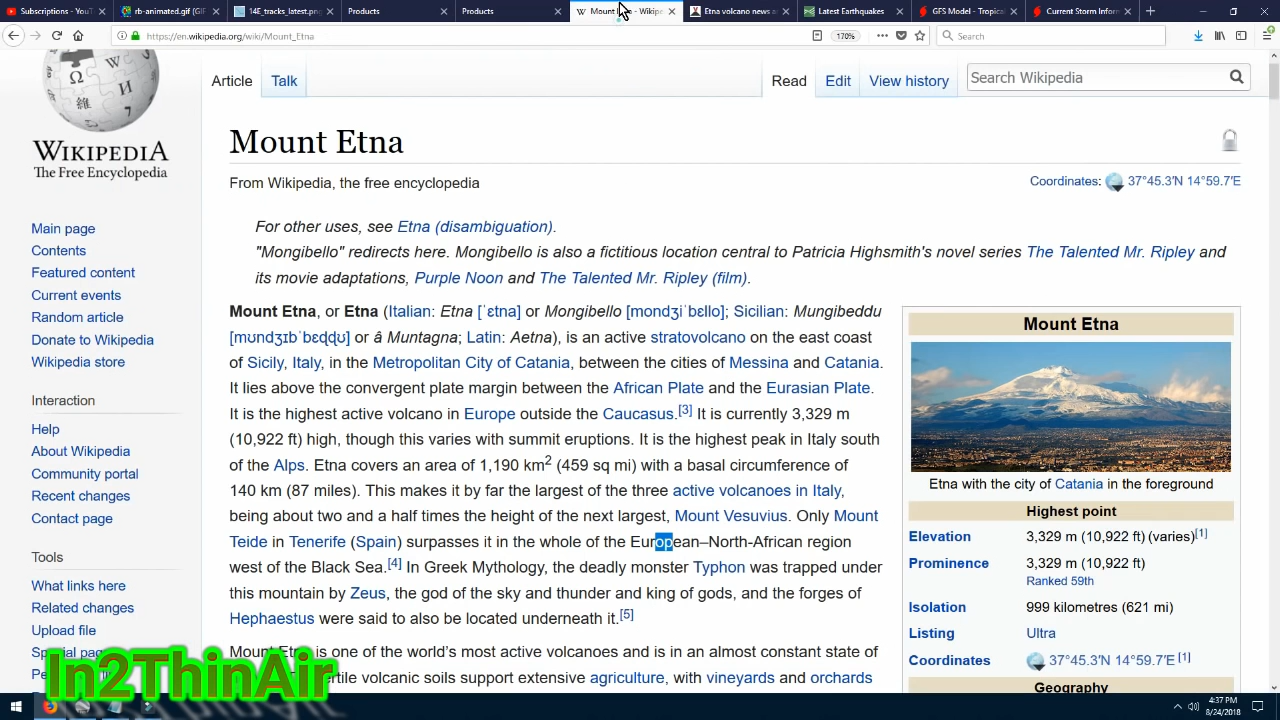 Subscriptions - YouT
rb-animated.gif (GIF
14E_tracks_latest.png
Products
Products
Mount Etna - Wikipe
Etna volcano news a
Latest Earthquakes
GFS Model - Tropica
Current Storm Inform
https://en.wikipedia.org/wiki/Mount_Etna
170%
Search
Article
Talk
Read
Edit
View history
Search Wikipedia
WIKIPEDIA
The Free Encyclopedia
Mount Etna
From Wikipedia, the free encyclopedia
Coordinates: 37°45.3′N 14°59.7′E
For other uses, see Etna (disambiguation).
"Mongibello" redirects here. Mongibello is also a fictitious location central to Patricia Highsmith's novel series The Talented Mr. Ripley and
its movie adaptations, Purple Noon and The Talented Mr. Ripley (film).
Main page
Contents
Featured content
Current events
Random article
Donate to Wikipedia
Wikipedia store
Interaction
Help
About Wikipedia
Community portal
Recent changes
Contact page
Tools
What links here
Related changes
Upload file
Special pag
Mount Etna, or Etna (Italian: Etna [ˈɛtna] or Mongibello [mondʒiˈbɛllo]; Sicilian: Mungibeddu
[mʊndʒɪbˈbɛɖɖʊ] or â Muntagna; Latin: Aetna), is an active stratovolcano on the east coast
of Sicily, Italy, in the Metropolitan City of Catania, between the cities of Messina and Catania.
It lies above the convergent plate margin between the African Plate and the Eurasian Plate.
It is the highest active volcano in Europe outside the Caucasus.[3] It is currently 3,329 m
(10,922 ft) high, though this varies with summit eruptions. It is the highest peak in Italy south
of the Alps. Etna covers an area of 1,190 km2 (459 sq mi) with a basal circumference of
140 km (87 miles). This makes it by far the largest of the three active volcanoes in Italy,
being about two and a half times the height of the next largest, Mount Vesuvius. Only Mount
Teide in Tenerife (Spain) surpasses it in the whole of the European–North-African region
west of the Black Sea.[4] In Greek Mythology, the deadly monster Typhon was trapped under
this mountain by Zeus, the god of the sky and thunder and king of gods, and the forges of
Hephaestus were said to also be located underneath it.[5]
Mount Etna is one of the world's most active volcanoes and is in an almost constant state of
fertile volcanic soils support extensive agriculture, with vineyards and orchards
Mount Etna
Etna with the city of Catania in the foreground
Highest point
Elevation 3,329 m (10,922 ft) (varies)[1]
Prominence 3,329 m (10,922 ft)
Ranked 59th
Isolation 999 kilometres (621 mi)
Listing Ultra
Coordinates 37°45.3′N 14°59.7′E [1]
Geography
In2ThinAir
4:37 PM
8/24/2018